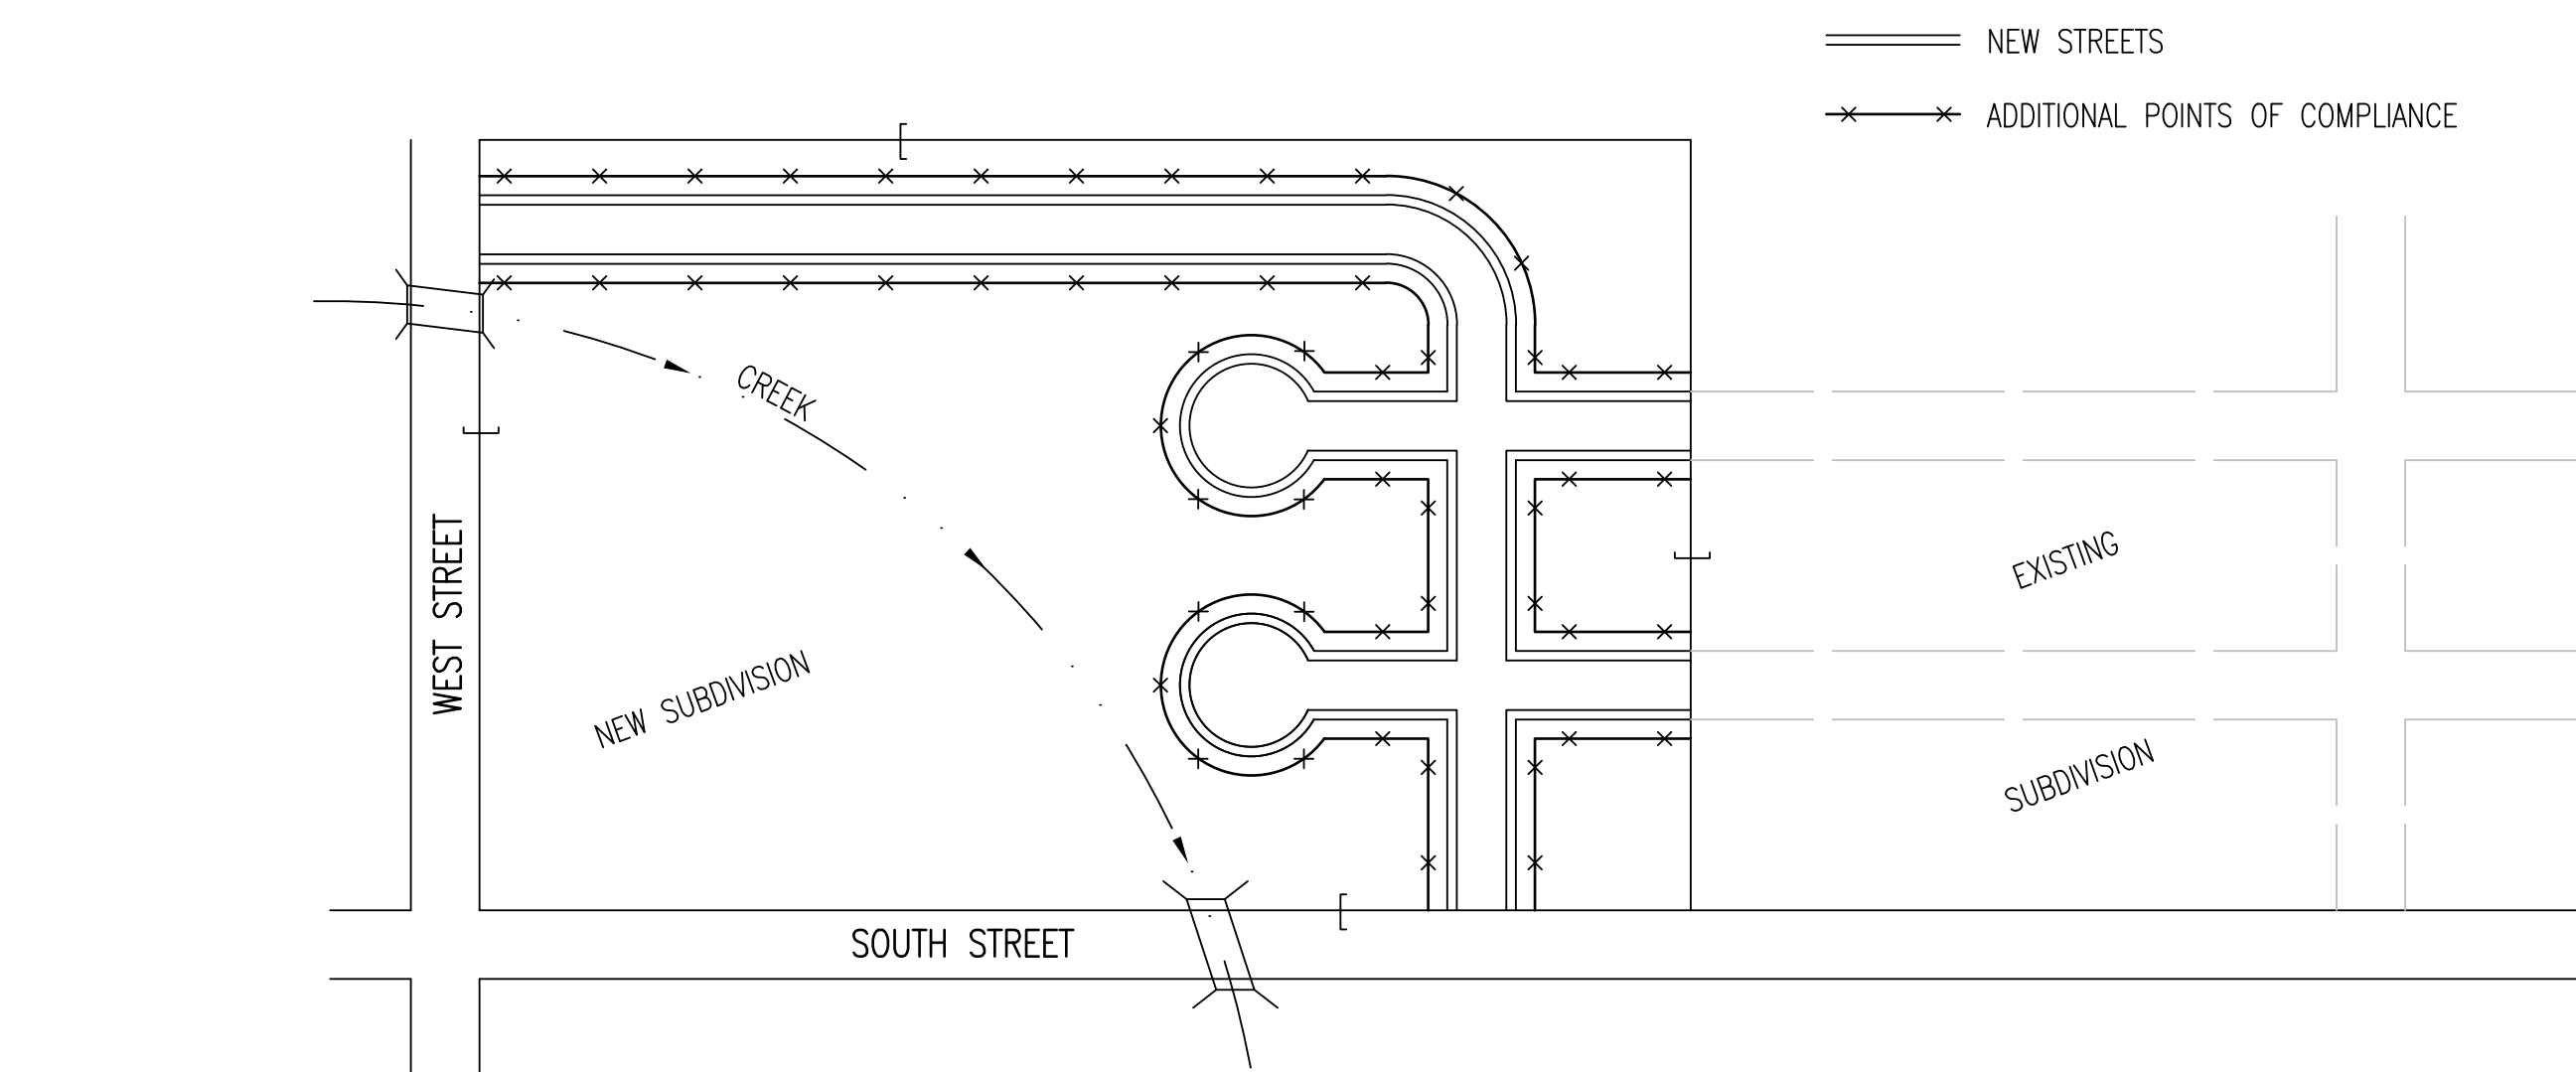 NEW STREETS
ADDITIONAL POINTS OF COMPLIANCE
CREEK
WEST STREET
NEW SUBDIVISION
EXISTING
SUBDIVISION
SOUTH STREET